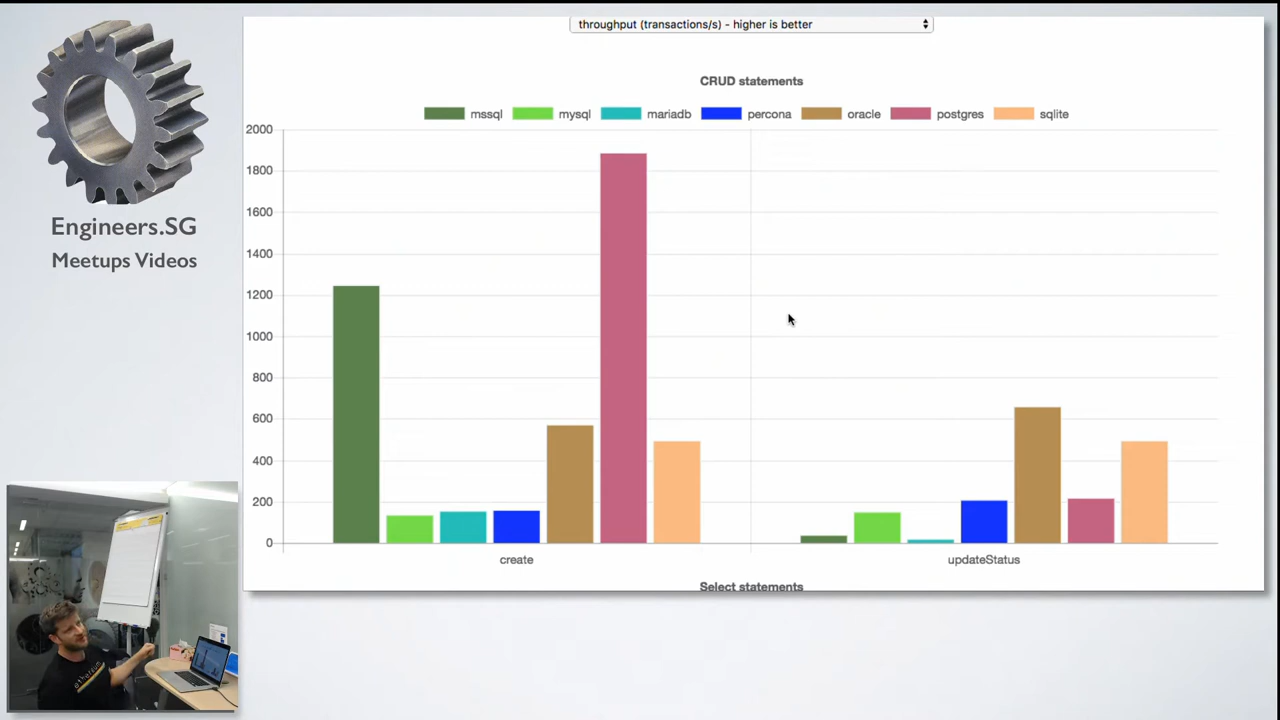 throughput (transactions/s) - higher is better
CRUD statements
mssql mysql mariadb percona oracle postgres sqlite
2000
1800
1600
1400
1200
1000
800
600
400
200
0
create updateStatus
Select statements
Engineers.SG
Meetups Videos
ethereum